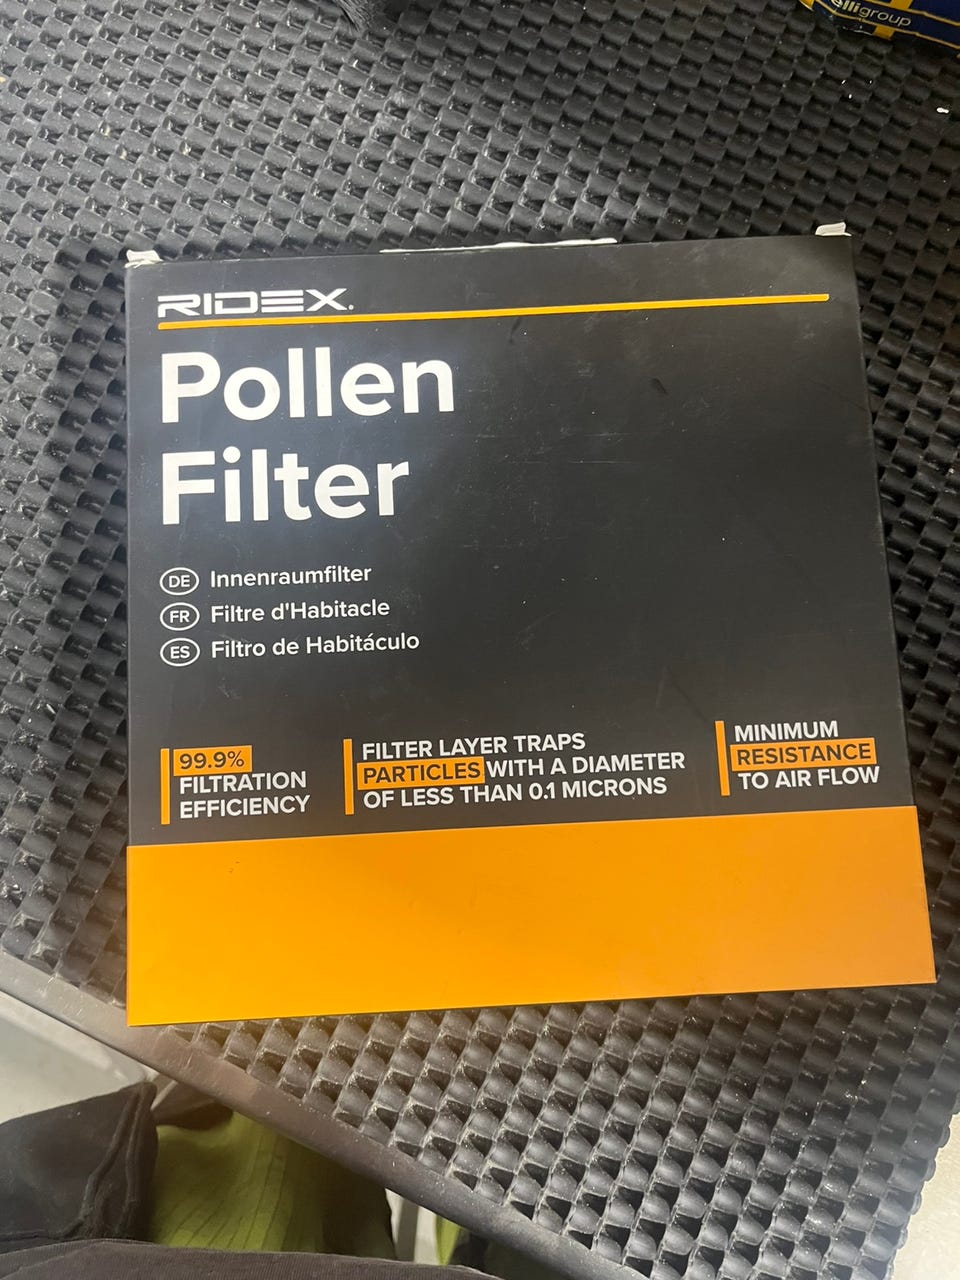 elligroup
RIDEX.
Pollen
Filter
DE Innenraumfilter
FR Filtre d'Habitacle
ES Filtro de Habitáculo
99.9%
FILTRATION
EFFICIENCY
FILTER LAYER TRAPS
PARTICLES WITH A DIAMETER
OF LESS THAN 0.1 MICRONS
MINIMUM
RESISTANCE
TO AIR FLOW